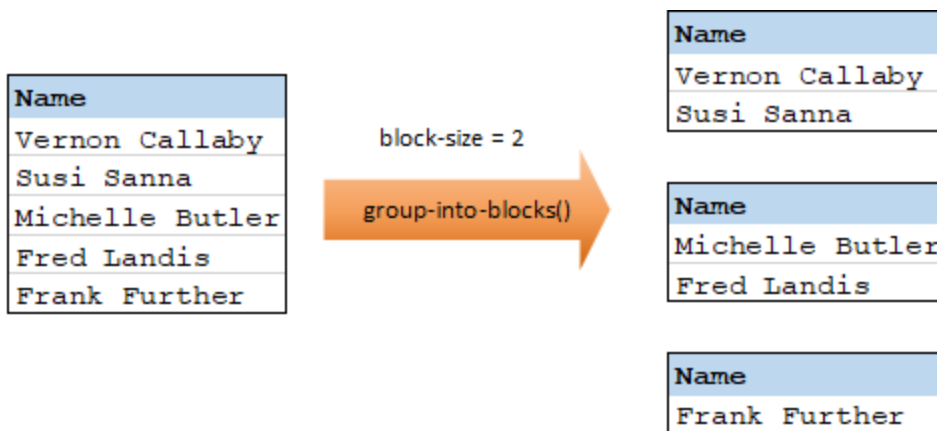 Name
Vernon Callaby
Susi Sanna
Michelle Butler
Fred Landis
Frank Further
block-size = 2
group-into-blocks()
Name
Vernon Callaby
Susi Sanna
Name
Michelle Butler
Fred Landis
Name
Frank Further